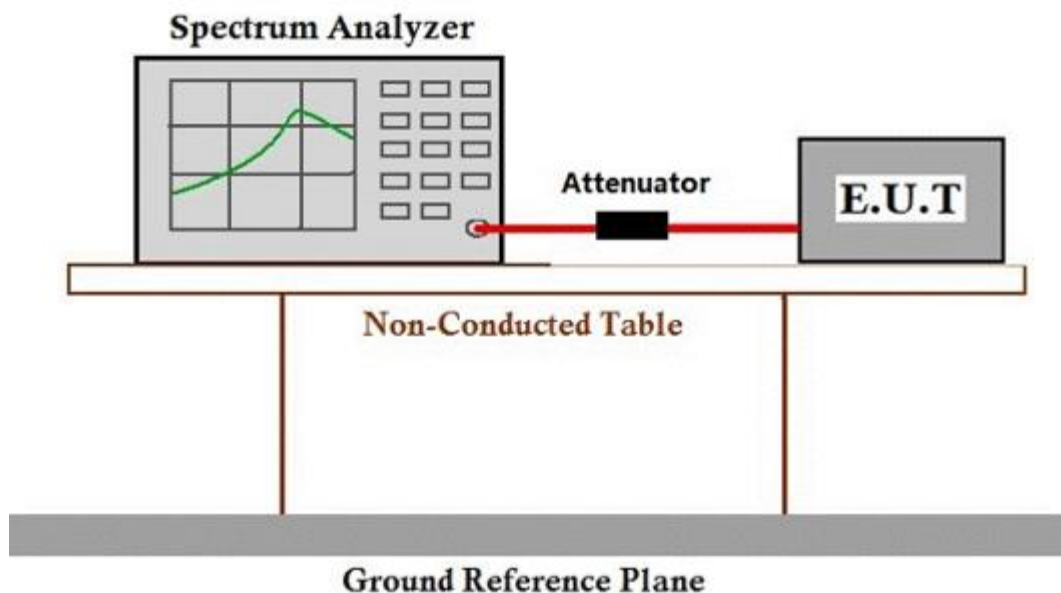 Spectrum Analyzer
Attenuator
E.U.T
Non-Conducted Table
Ground Reference Plane